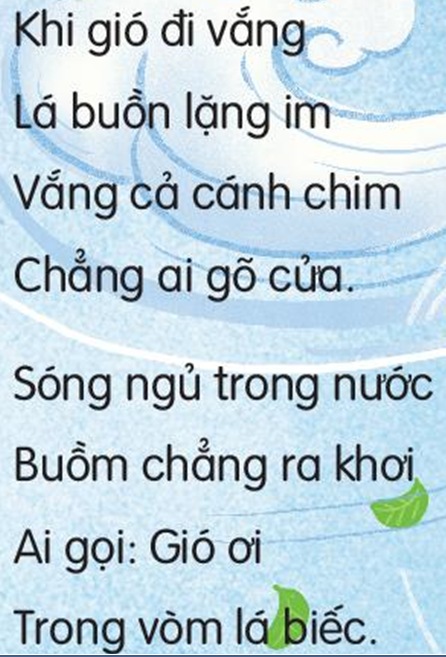 Khi gió đi vắng
Lá buồn lặng im
Vắng cả cánh chim
Chẳng ai gõ cửa.
Sóng ngủ trong nước
Buồm chẳng ra khơi
Ai gọi: Gió ơi
Trong vòm lá biếc.